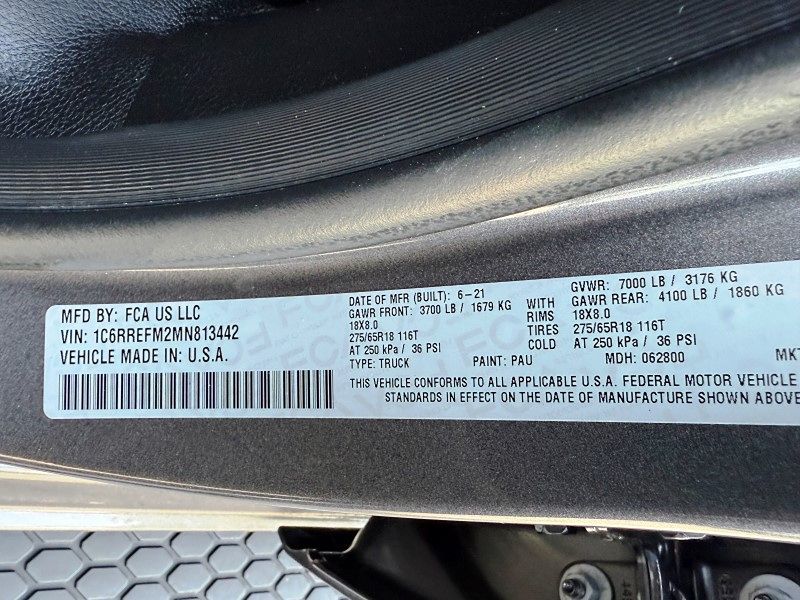 MFD BY: FCA US LLC
VIN: 1C6RREFM2MN813442
VEHICLE MADE IN: U.S.A.
DATE OF MFR (BUILT): 6-21
GVWR: 7000 LB / 3176 KG
GAWR FRONT: 3700 LB / 1679 KG WITH GAWR REAR: 4100 LB / 1860 KG
18X8.0 RIMS 18X8.0
275/65R18 116T TIRES 275/65R18 116T
AT 250 kPa / 36 PSI COLD AT 250 kPa / 36 PSI
TYPE: TRUCK PAINT: PAU MDH: 062800 MKT
THIS VEHICLE CONFORMS TO ALL APPLICABLE U.S.A. FEDERAL MOTOR VEHICLE
STANDARDS IN EFFECT ON THE DATE OF MANUFACTURE SHOWN ABOVE